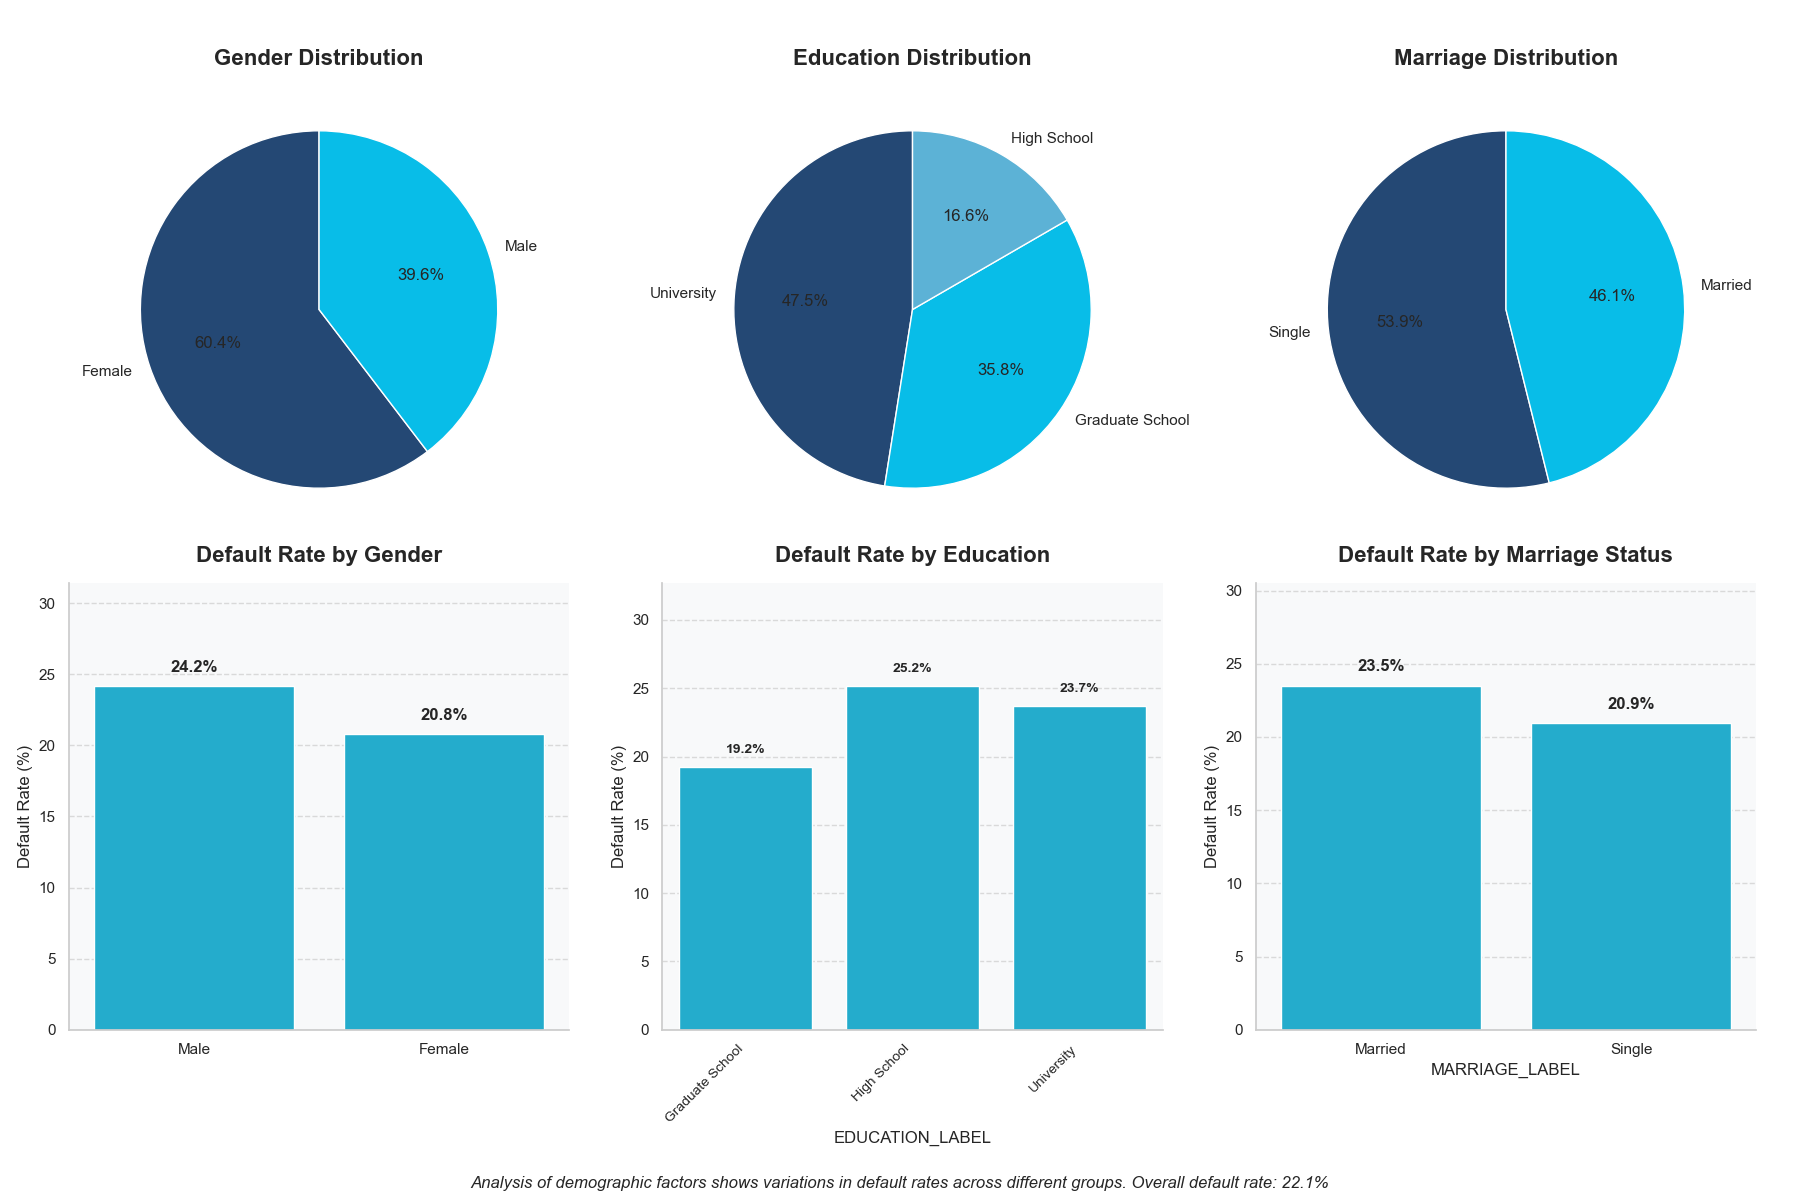 Gender Distribution
Male
39.6%
60.4%
Female
Education Distribution
High School
16.6%
University
47.5%
35.8%
Graduate School
Marriage Distribution
Married
46.1%
53.9%
Single
Default Rate by Gender
Default Rate (%)
30
25
20
15
10
5
0
24.2%
20.8%
Male
Female
Default Rate by Education
Default Rate (%)
30
25
20
15
10
5
0
19.2%
25.2%
23.7%
Graduate School
High School
University
EDUCATION_LABEL
Default Rate by Marriage Status
Default Rate (%)
30
25
20
15
10
5
0
23.5%
20.9%
Married
Single
MARRIAGE_LABEL
Analysis of demographic factors shows variations in default rates across different groups. Overall default rate: 22.1%